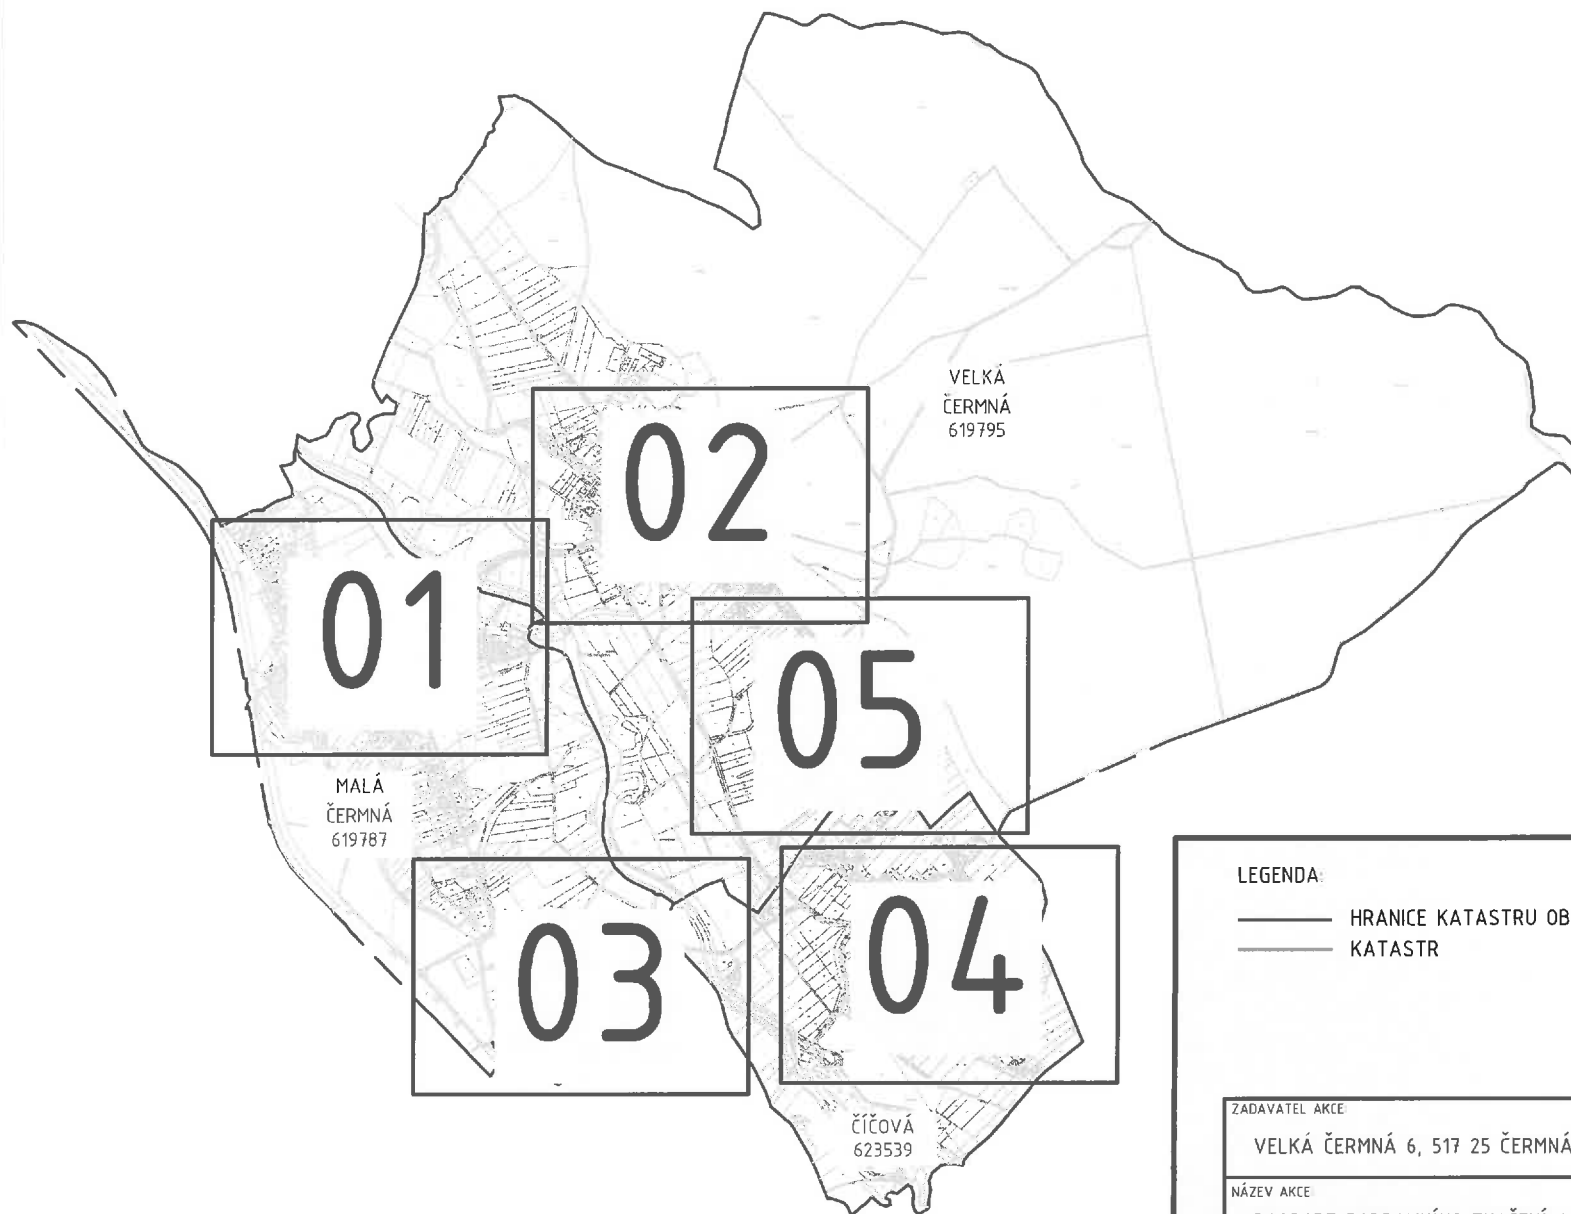 VELKÁ
ČERMNÁ
619795
02
01
05
MALÁ
ČERMNÁ
619787
03
04
ČÍČOVÁ
623539
LEGENDA:
HRANICE KATASTRU OB
KATASTR
ZADAVATEL AKCE:
VELKÁ ČERMNÁ 6, 517 25 ČERMNÁ
NÁZEV AKCE: